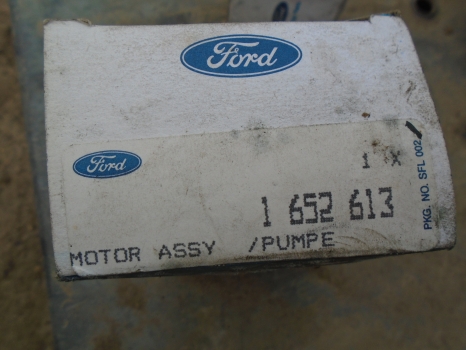 Ford
Ford
1 X
1 652 613
MOTOR ASSY /PUMPE
PKG. NO. SFL 002